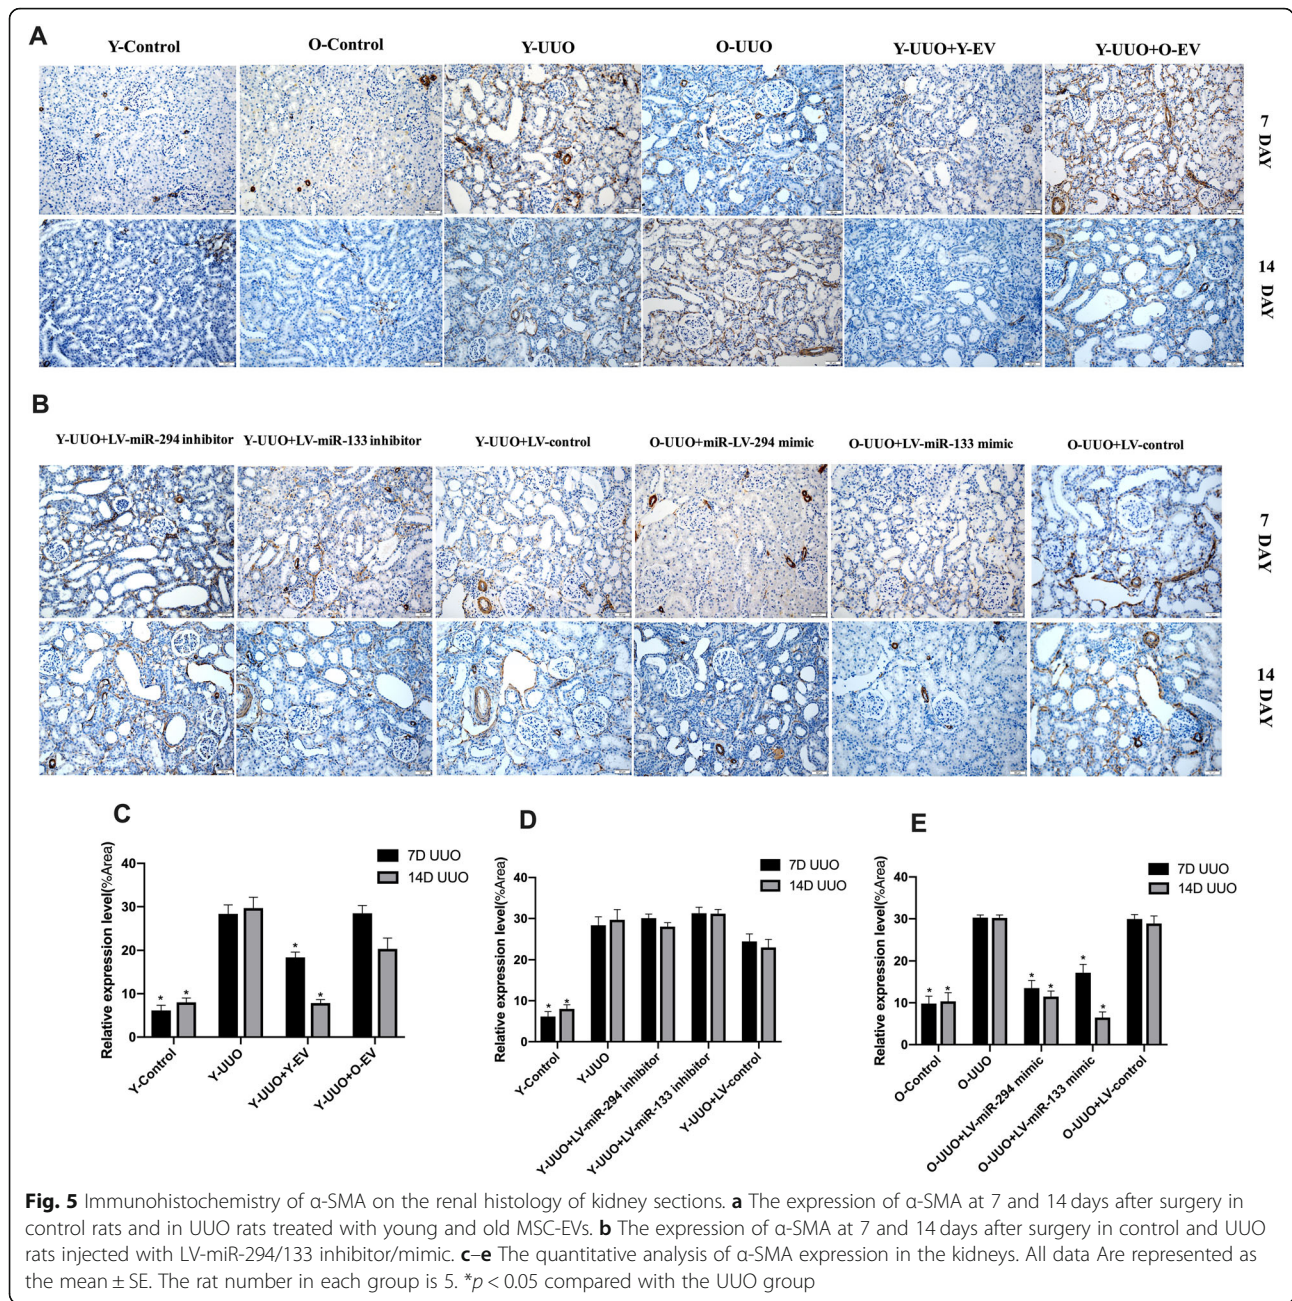 A
Y-Control O-Control Y-UUO O-UUO Y-UUO+Y-EV Y-UUO+O-EV
7 DAY
14 DAY
B
Y-UUO+LV-miR-294 inhibitor Y-UUO+LV-miR-133 inhibitor Y-UUO+LV-control O-UUO+miR-LV-294 mimic O-UUO+LV-miR-133 mimic O-UUO+LV-control
7 DAY
14 DAY
C
Relative expression level(%Area)
40
30
20
10
0
7D UUO
14D UUO
* * * *
Y-Control
Y-UUO
Y-UUO+Y-EV
Y-UUO+O-EV
D
Relative expression level(%Area)
40
30
20
10
0
7D UUO
14D UUO
* *
Y-Control
Y-UUO
Y-UUO+LV-miR-294 inhibitor
Y-UUO+LV-miR-133 inhibitor
Y-UUO+LV-control
E
Relative expression level(%Area)
40
30
20
10
0
7D UUO
14D UUO
* * * * * *
O-Control
O-UUO
O-UUO+LV-miR-294 mimic
O-UUO+LV-miR-133 mimic
O-UUO+LV-control
Fig. 5 Immunohistochemistry of α-SMA on the renal histology of kidney sections. a The expression of α-SMA at 7 and 14 days after surgery in
control rats and in UUO rats treated with young and old MSC-EVs. b The expression of α-SMA at 7 and 14 days after surgery in control and UUO
rats injected with LV-miR-294/133 inhibitor/mimic. c–e The quantitative analysis of α-SMA expression in the kidneys. All data Are represented as
the mean ± SE. The rat number in each group is 5. *p < 0.05 compared with the UUO group